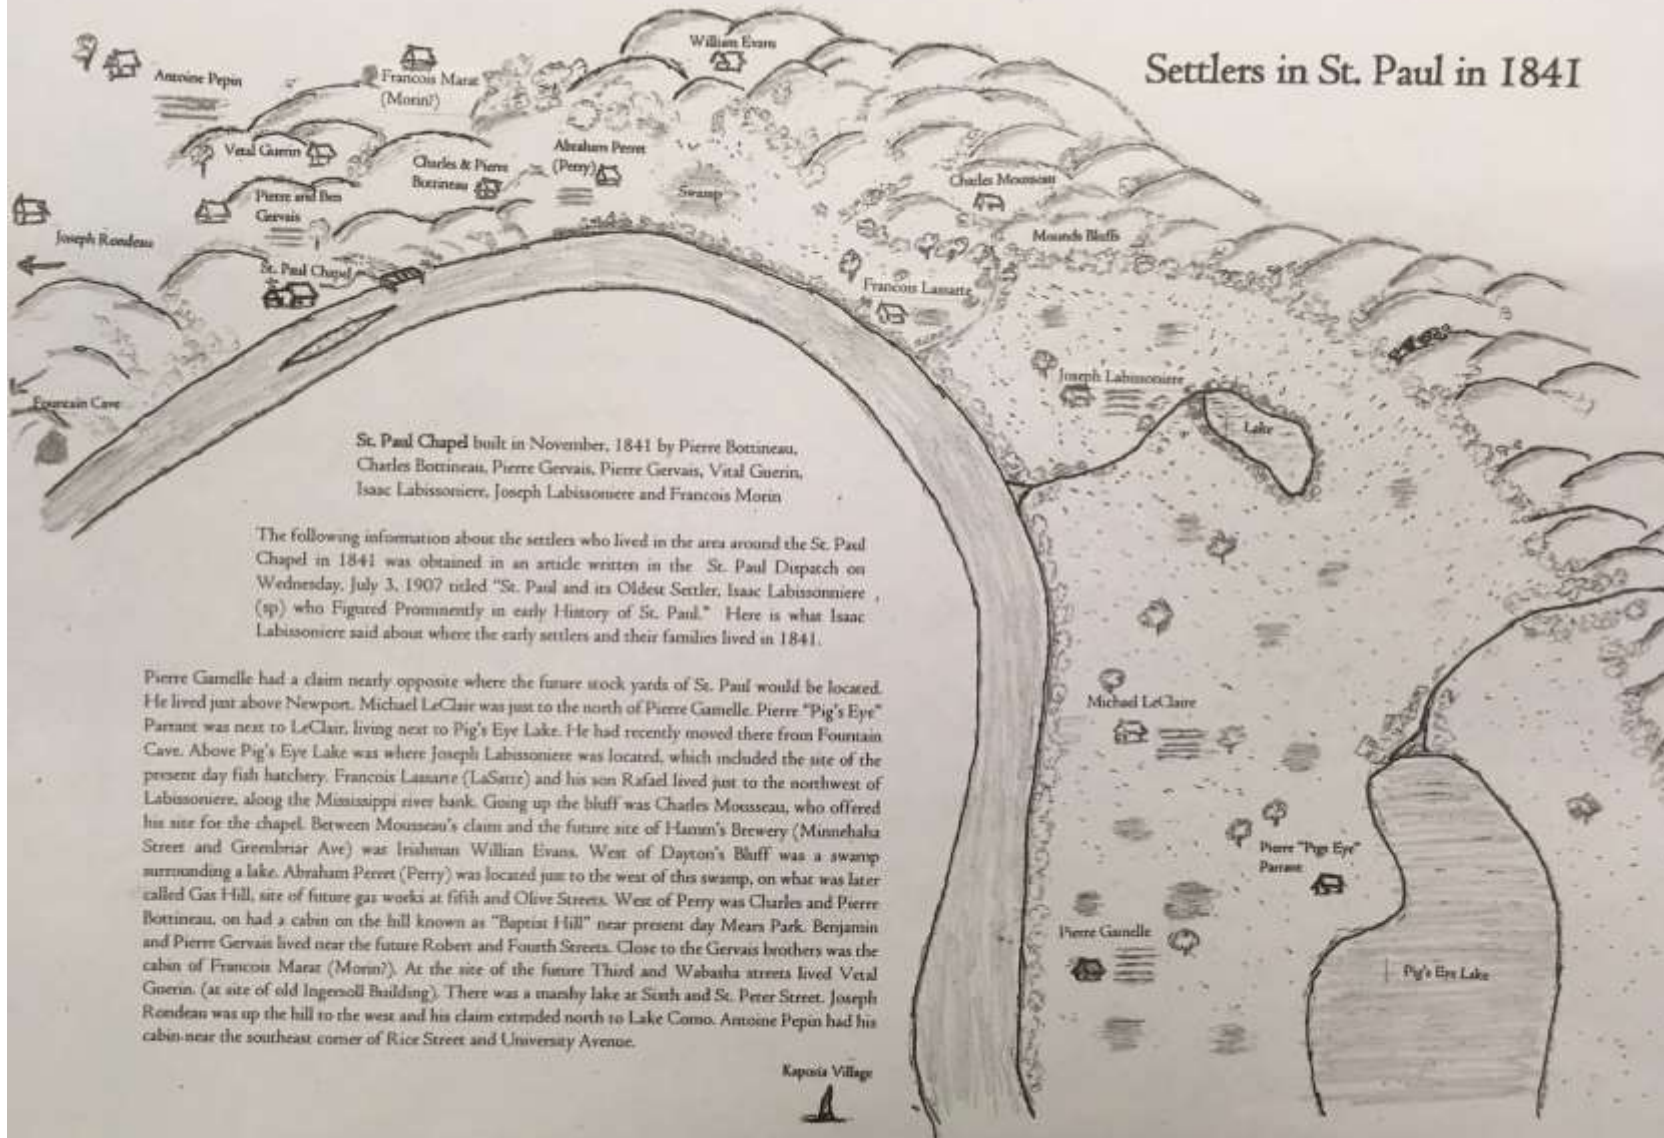 Settlers in St. Paul in 1841
William Evans
Antoine Pepin
Francois Marat
(Morin?)
Vetal Guerin
Charles & Pierre
Bottineau
Abraham Perret
(Perry)
Swamp
Charles Mousseau
Pierre and Ben
Gervais
Joseph Rondeau
Mounds Bluffs
St. Paul Chapel
Francois Lassarte
Joseph Labissoniere
Lake
Fountain Cave
St. Paul Chapel built in November, 1841 by Pierre Bottineau,
Charles Bottineau, Pierre Gervais, Pierre Gervais, Vital Guerin,
Isaac Labissoniere, Joseph Labissoniere and Francois Morin
The following information about the settlers who lived in the area around the St. Paul
Chapel in 1841 was obtained in an article written in the St. Paul Dispatch on
Wednesday, July 3, 1907 titled "St. Paul and its Oldest Settler, Isaac Labissonniere ,
(sp) who Figured Prominently in early History of St. Paul." Here is what Isaac
Labissoniere said about where the early settlers and their families lived in 1841.
Pierre Gamelle had a claim nearly opposite where the future stock yards of St. Paul would be located.
He lived just above Newport. Michael LeClair was just to the north of Pierre Gamelle. Pierre "Pig's Eye"
Parrant was next to LeClair, living next to Pig's Eye Lake. He had recently moved there from Fountain
Cave. Above Pig's Eye Lake was where Joseph Labissoniere was located, which included the site of the
present day fish hatchery. Francois Lassarte (LaSarte) and his son Rafael lived just to the northwest of
Labissoniere, along the Mississippi river bank. Going up the bluff was Charles Mousseau, who offered
his site for the chapel. Between Mousseau's claim and the future site of Hamm's Brewery (Minnehaha
Street and Greenbriar Ave) was Irishman Willian Evans. West of Dayton's Bluff was a swamp
surrounding a lake. Abraham Perret (Perry) was located just to the west of this swamp, on what was later
called Gas Hill, site of future gas works at fifth and Olive Streets. West of Perry was Charles and Pierre
Bottineau, on had a cabin on the hill known as "Baptist Hill" near present day Mears Park. Benjamin
and Pierre Gervais lived near the future Robert and Fourth Streets. Close to the Gervais brothers was the
cabin of Francois Marat (Morin?). At the site of the future Third and Wabasha streets lived Vetal
Guerin. (at site of old Ingersoll Building). There was a marshy lake at Sixth and St. Peter Street. Joseph
Rondeau was up the hill to the west and his claim extended north to Lake Como. Antoine Pepin had his
cabin near the southeast corner of Rice Street and University Avenue.
Michael LeClaire
Pierre "Pigs Eye"
Parrant
Pierre Gamelle
Pig's Eye Lake
Kaposia Village